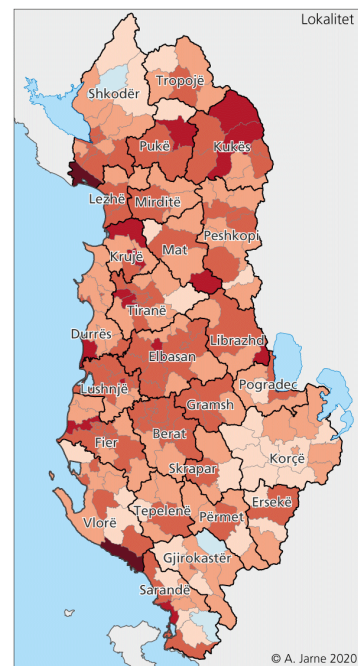 Lokalitet
Tropojë
Shkodër
Pukë
Kukës
Lezhë
Mirditë
Peshkopi
Mat
Krujë
Tiranë
Durrës
Librazhd
Elbasan
Pogradec
Lushnjë
Gramsh
Berat
Fier
Korçë
Skrapar
Ersekë
Tepelenë
Përmet
Vlorë
Gjirokastër
Sarandë
© A. Jarne 2020